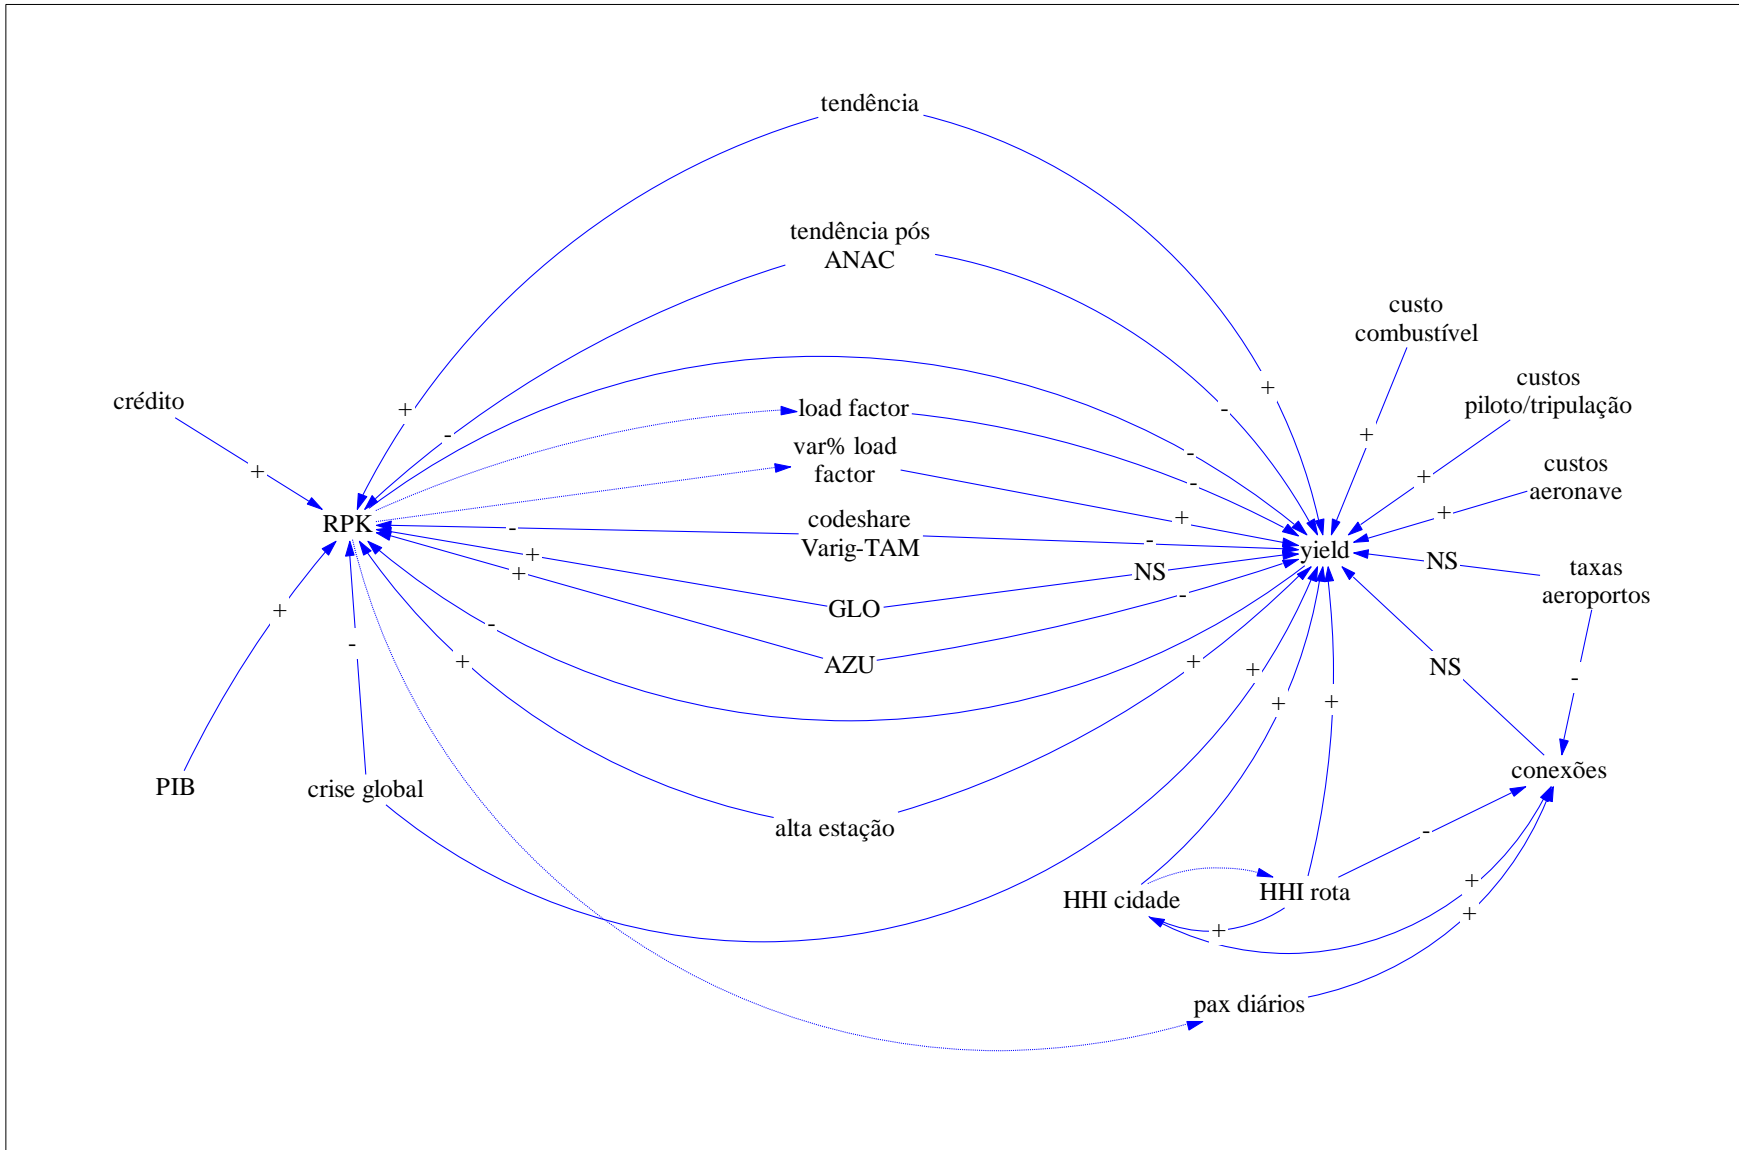 tendência
tendência pós
ANAC
custo
combustível
custos
piloto/tripulação
+
+
crédito
load factor
-
-
+
var% load
factor
-
custos
aeronave
+
-
+
+
RPK
-
codeshare
Varig-TAM
+
-
yield
NS
+
+
NS
taxas
aeroportos
GLO
-
+
-
-
AZU
+
+
+
NS
-
+
+
PIB
crise global
conexões
alta estação
-
HHI cidade
HHI rota
+
+
+
pax diários